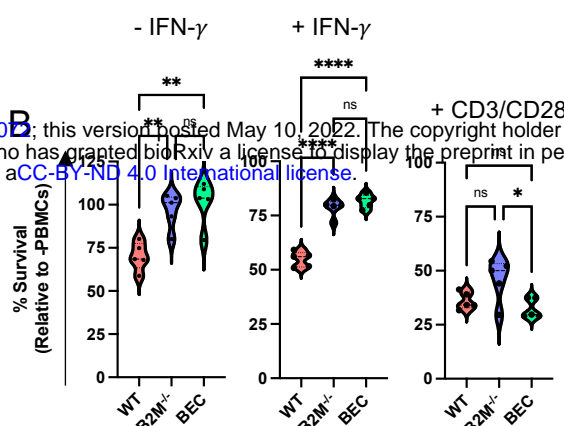 - IFN-γ
+ IFN-γ
+ CD3/CD28
B
; this version posted May 10, 2022. The copyright holder
has granted bioRxiv a license to display the preprint in pe
aCC-BY-ND 4.0 International license.
**
**
ns
****
ns
****
ns
ns
*
% Survival
(Relative to -PBMCs)
125
100
75
50
25
0
WT
B2M-/-
BEC
100
75
50
25
0
WT
B2M-/-
BEC
100
75
50
25
0
WT
B2M-/-
BEC